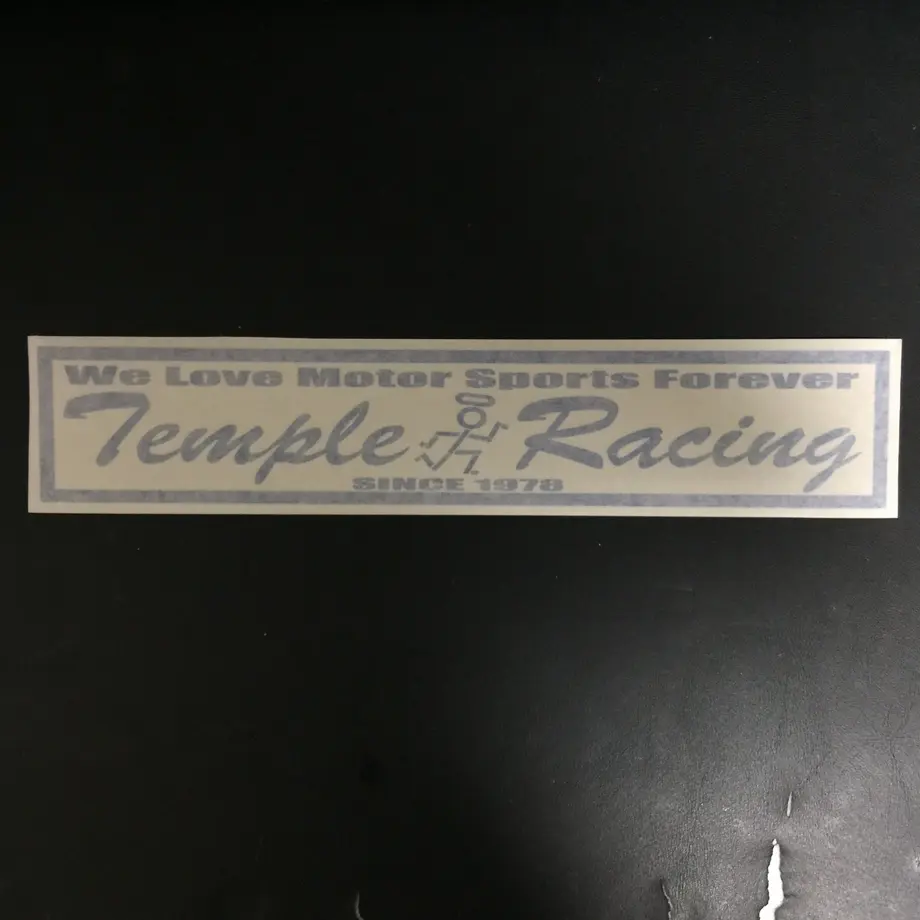 We Love Motor Sports Forever
Temple Racing
SINCE 1978